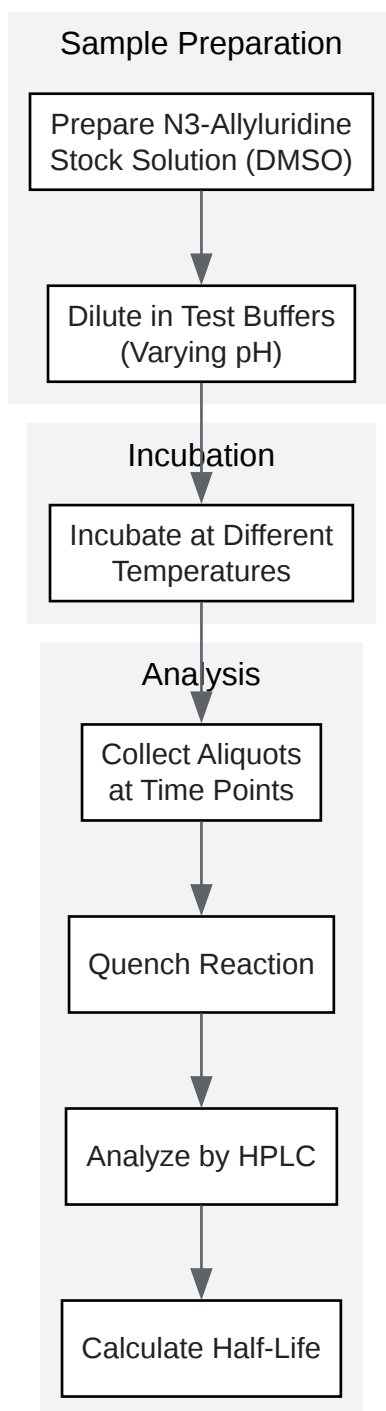 Sample Preparation
Prepare N3-Allyluridine
Stock Solution (DMSO)
Dilute in Test Buffers
(Varying pH)
Incubation
Incubate at Different
Temperatures
Analysis
Collect Aliquots
at Time Points
Quench Reaction
Analyze by HPLC
Calculate Half-Life